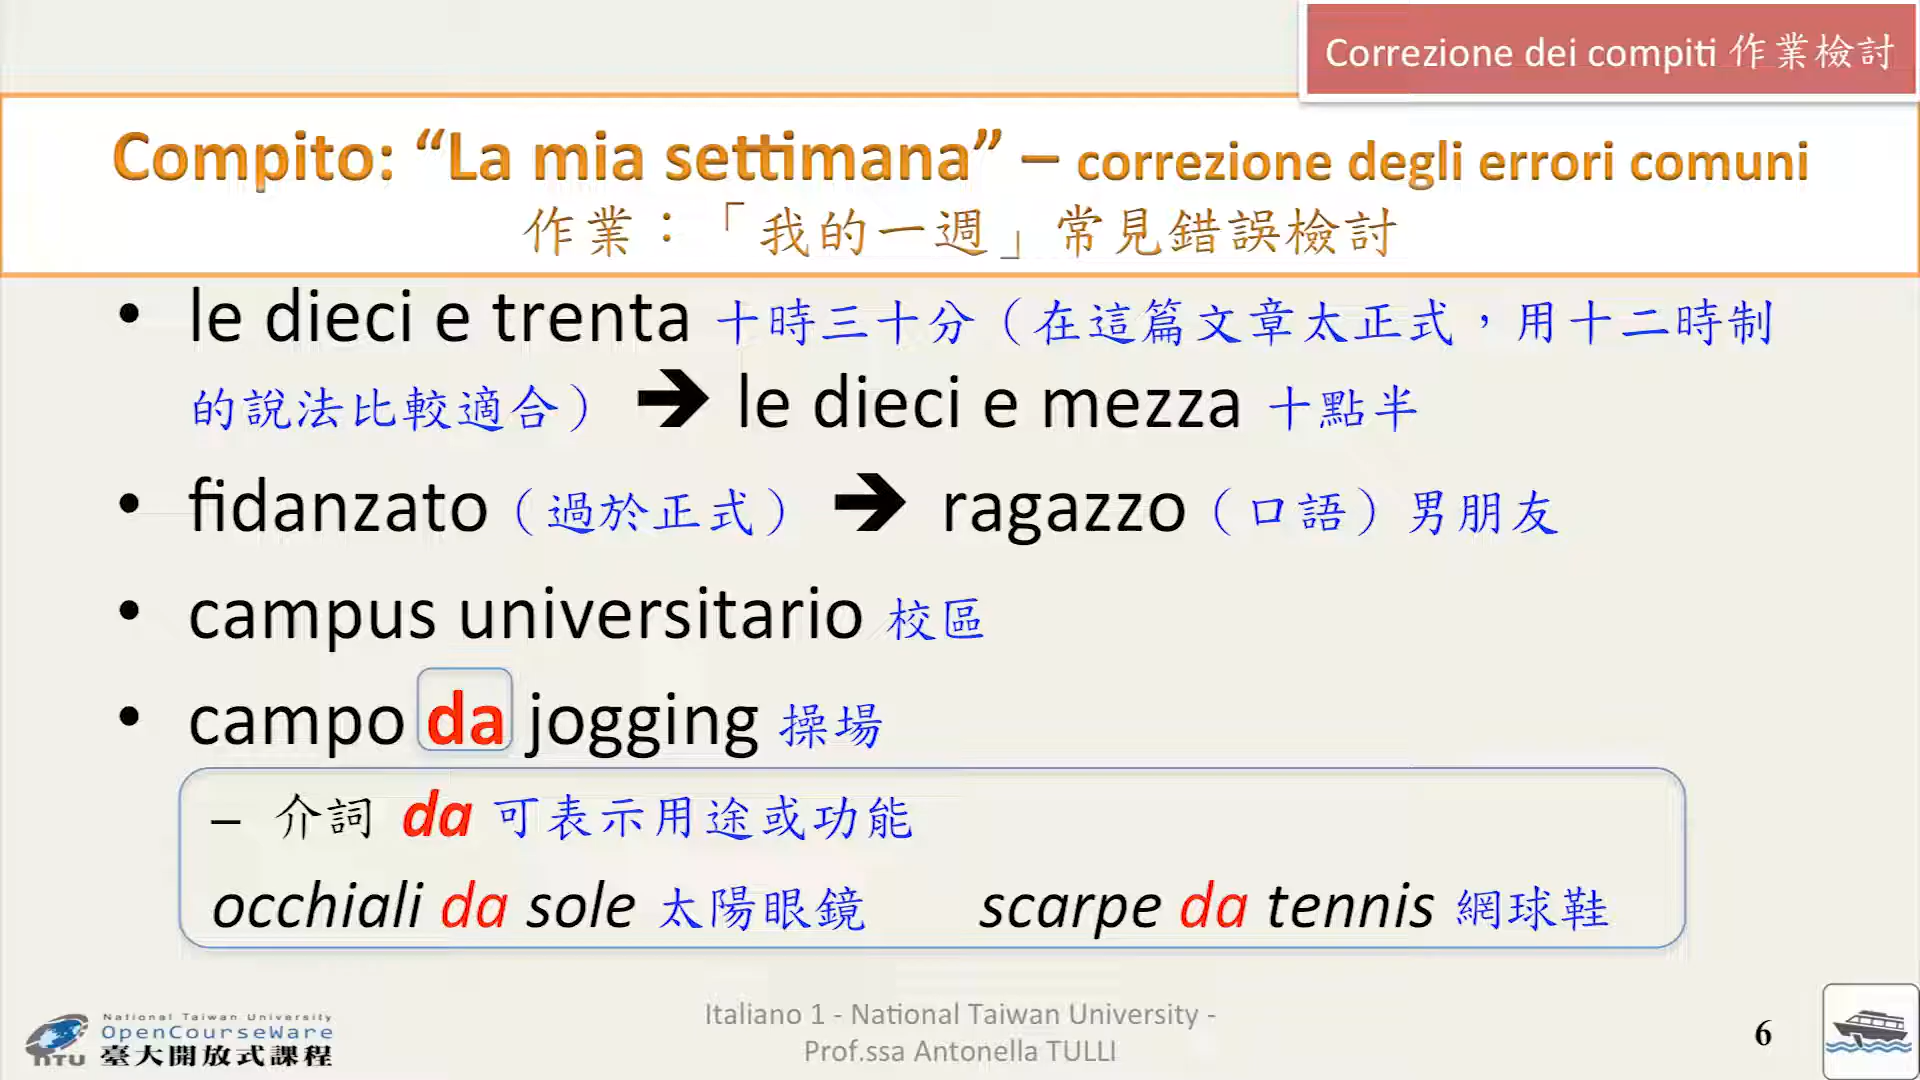 Correzione dei compiti 作業檢討
Compito: “La mia settimana” – correzione degli errori comuni
作業：「我的一週」常見錯誤檢討
• le dieci e trenta 十時三十分（在這篇文章太正式，用十二時制
的說法比較適合） ➔ le dieci e mezza 十點半
• fidanzato（過於正式） ➔ ragazzo（口語）男朋友
• campus universitario 校區
• campo da jogging 操場
– 介詞 da 可表示用途或功能
occhiali da sole 太陽眼鏡 scarpe da tennis 網球鞋
National Taiwan University
OpenCourseWare
NTU 臺大開放式課程
Italiano 1 - National Taiwan University -
Prof.ssa Antonella TULLI
6